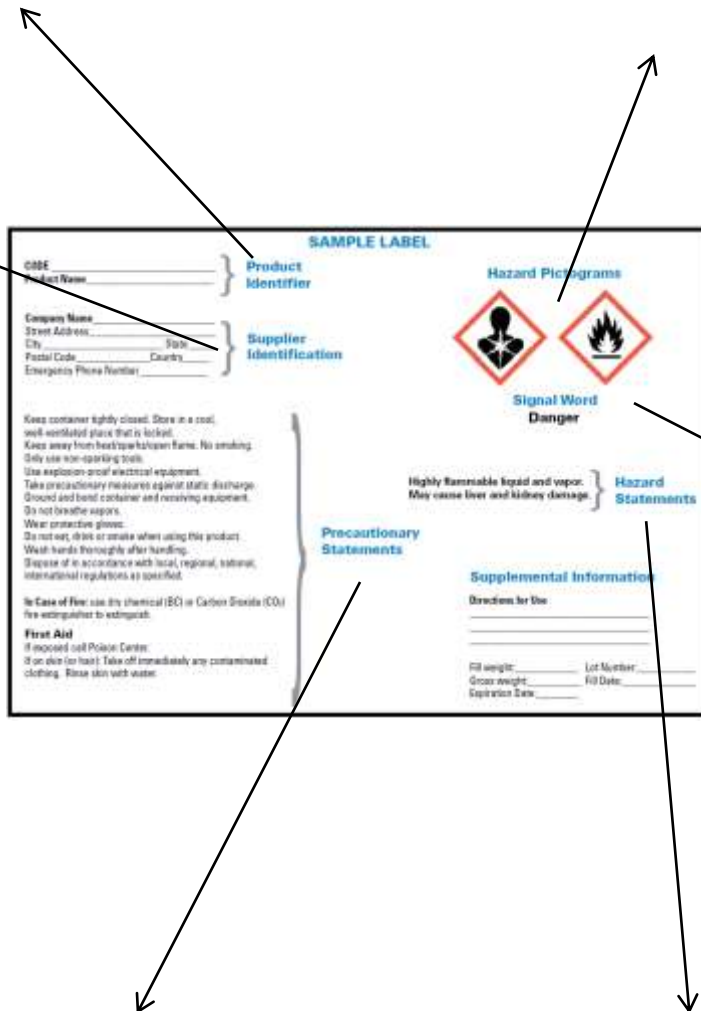 SAMPLE LABEL
CODE
Product Name
Product
Identifier
Company Name
Street Address
City State
Postal Code Country
Emergency Phone Number
Supplier
Identification
Keep container tightly closed. Store in a cool,
well-ventilated place that is locked.
Keep away from heat/sparks/open flame. No smoking.
Only use non-sparking tools.
Use explosion-proof electrical equipment.
Take precautionary measures against static discharge.
Ground and bond container and receiving equipment.
Do not breathe vapors.
Wear protective gloves.
Do not eat, drink or smoke when using this product.
Wash hands thoroughly after handling.
Dispose of in accordance with local, regional, national,
international regulations as specified.
In Case of Fire: use dry chemical (BC) or Carbon Dioxide (CO₂)
fire extinguisher to extinguish.
First Aid
If exposed call Poison Center.
If on skin (or hair): Take off immediately any contaminated
clothing. Rinse skin with water.
Precautionary
Statements
Hazard Pictograms
Signal Word
Danger
Highly flammable liquid and vapor.
May cause liver and kidney damage.
Hazard
Statements
Supplemental Information
Directions for Use
Fill weight: Lot Number:
Gross weight: Fill Date:
Expiration Date: